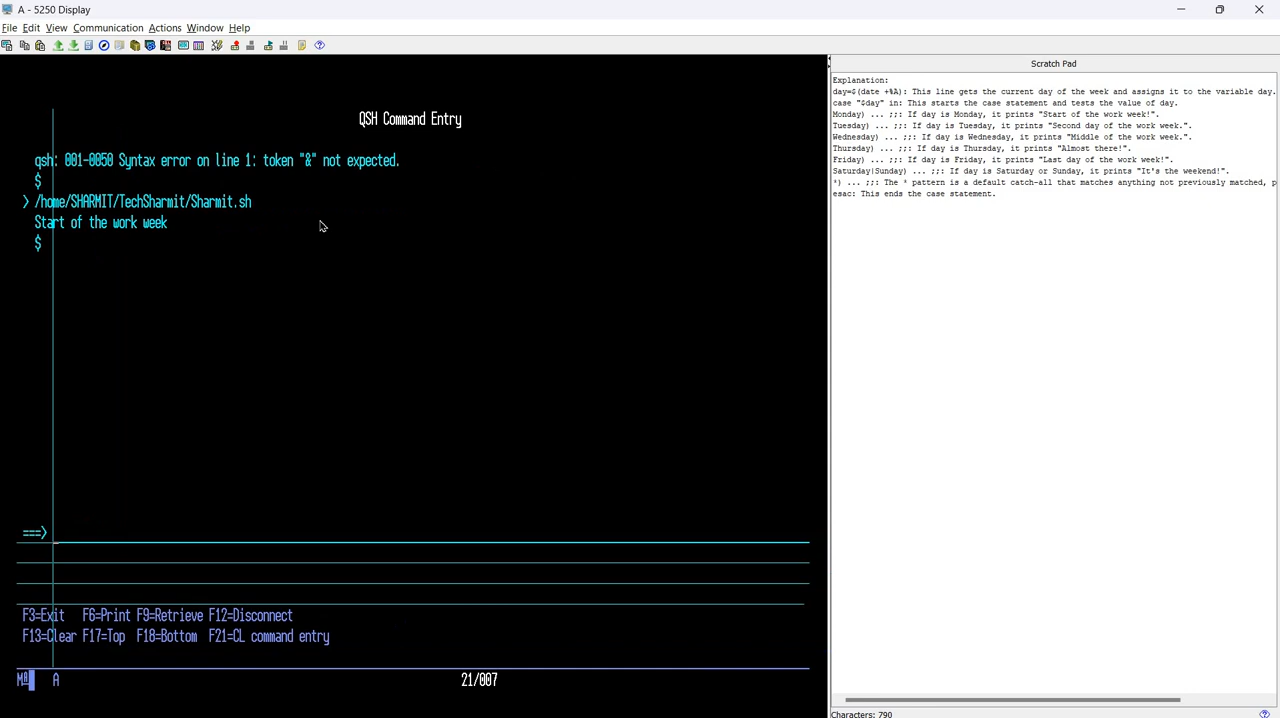 A - 5250 Display
File Edit View Communication Actions Window Help
Scratch Pad
QSH Command Entry
qsh: 001-0050 Syntax error on line 1: token "&" not expected.
$
> /home/SHARMIT/TechSharmit/Sharmit.sh
Start of the work week
$
===>
F3=Exit F6=Print F9=Retrieve F12=Disconnect
F13=Clear F17=Top F18=Bottom F21=CL command entry
A 21/007
Explanation:
day=$(date +%A): This line gets the current day of the week and assigns it to the variable day.
case "$day" in: This starts the case statement and tests the value of day.
Monday) ... ;;: If day is Monday, it prints "Start of the work week!".
Tuesday) ... ;;: If day is Tuesday, it prints "Second day of the work week.".
Wednesday) ... ;;: If day is Wednesday, it prints "Middle of the work week.".
Thursday) ... ;;: If day is Thursday, it prints "Almost there!".
Friday) ... ;;: If day is Friday, it prints "Last day of the work week!".
Saturday|Sunday) ... ;;: If day is Saturday or Sunday, it prints "It's the weekend!".
*) ... ;;: The * pattern is a default catch-all that matches anything not previously matched, p
esac: This ends the case statement.
Characters: 790